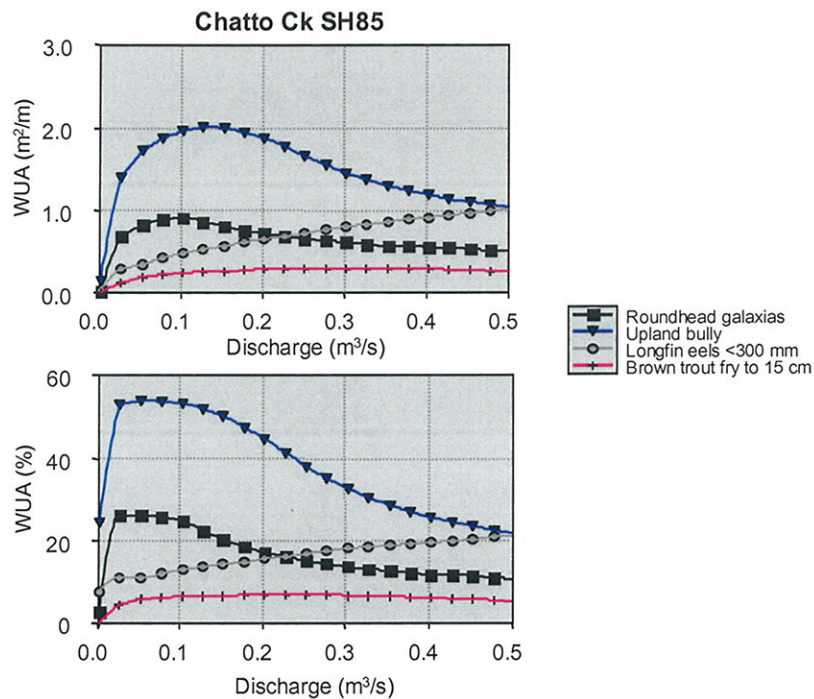 Chatto Ck SH85
WUA (m²/m)
3.0
2.0
1.0
0.0
0.0 0.1 0.2 0.3 0.4 0.5
Discharge (m³/s)
Roundhead galaxias
Upland bully
Longfin eels <300 mm
Brown trout fry to 15 cm
WUA (%)
60
40
20
0
0.0 0.1 0.2 0.3 0.4 0.5
Discharge (m³/s)